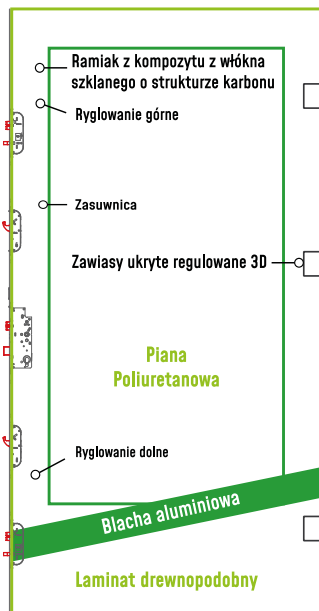 Ramiak z kompozytu z włókna
szklanego o strukturze karbonu
Ryglowanie górne
Zasuwnica
Zawiasy ukryte regulowane 3D
Piana
Poliuretanowa
Ryglowanie dolne
Blacha aluminiowa
Laminat drewnopodobny